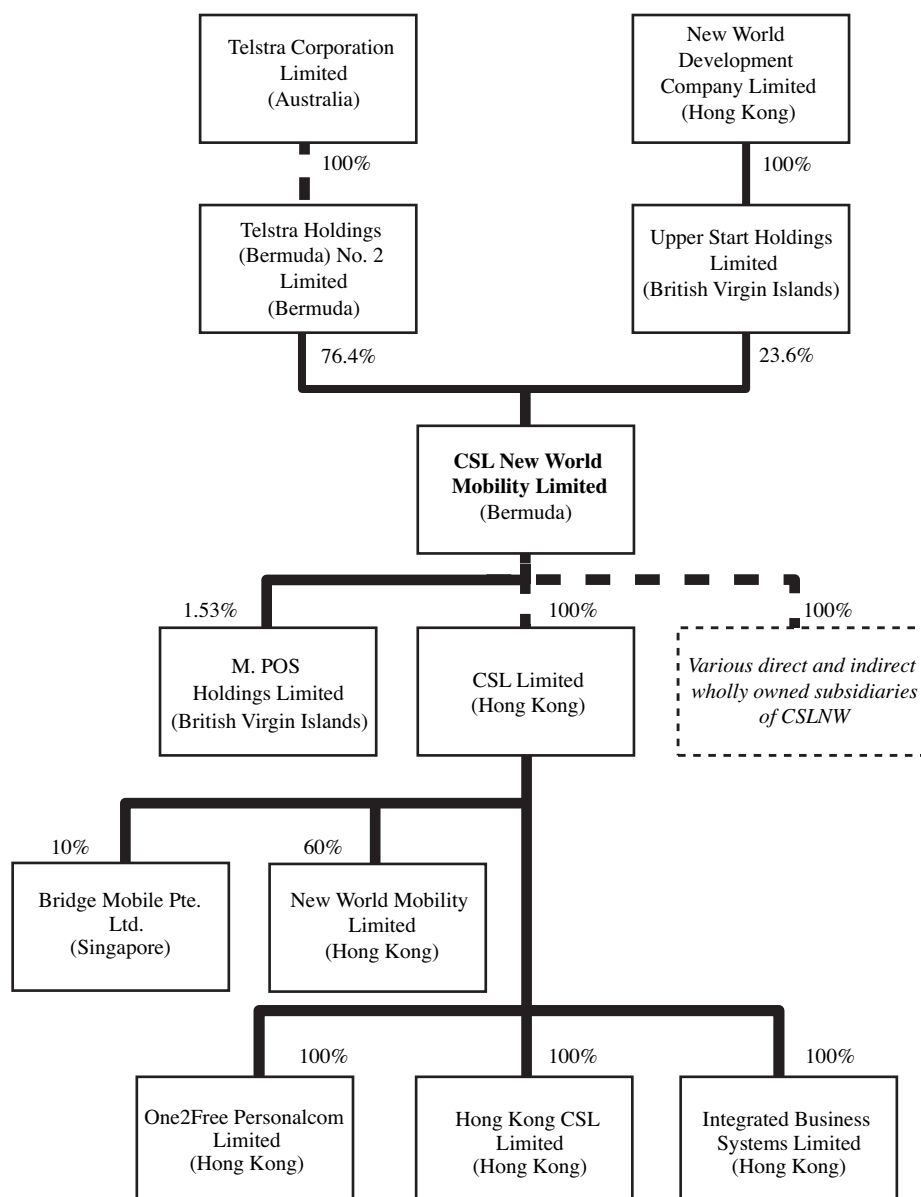 Telstra Corporation
Limited
(Australia)
New World
Development
Company Limited
(Hong Kong)
100%
100%
Telstra Holdings
(Bermuda) No. 2
Limited
(Bermuda)
Upper Start Holdings
Limited
(British Virgin Islands)
76.4%
23.6%
CSL New World
Mobility Limited
(Bermuda)
1.53%
100%
100%
M. POS
Holdings Limited
(British Virgin Islands)
CSL Limited
(Hong Kong)
Various direct and indirect
wholly owned subsidiaries
of CSLNW
10%
60%
Bridge Mobile Pte.
Ltd.
(Singapore)
New World Mobility
Limited
(Hong Kong)
100%
100%
100%
One2Free Personalcom
Limited
(Hong Kong)
Hong Kong CSL
Limited
(Hong Kong)
Integrated Business
Systems Limited
(Hong Kong)